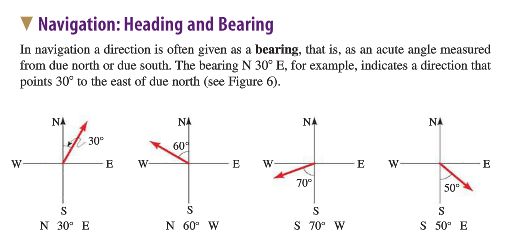 ▼ Navigation: Heading and Bearing
In navigation a direction is often given as a bearing, that is, as an acute angle measured
from due north or due south. The bearing N 30° E, for example, indicates a direction that
points 30° to the east of due north (see Figure 6).
N N N N
30° 60°
W E W E W E W E
70° 50°
S S S S
N 30° E N 60° W S 70° W S 50° E